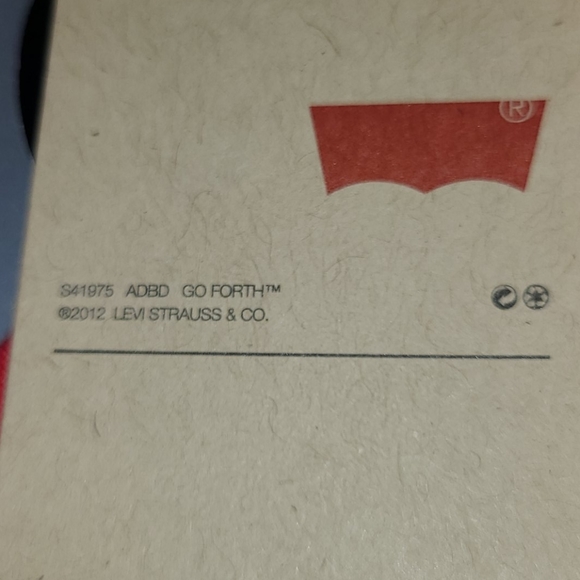 ®
S41975 ADBD GO FORTH™
®2012 LEVI STRAUSS & CO.